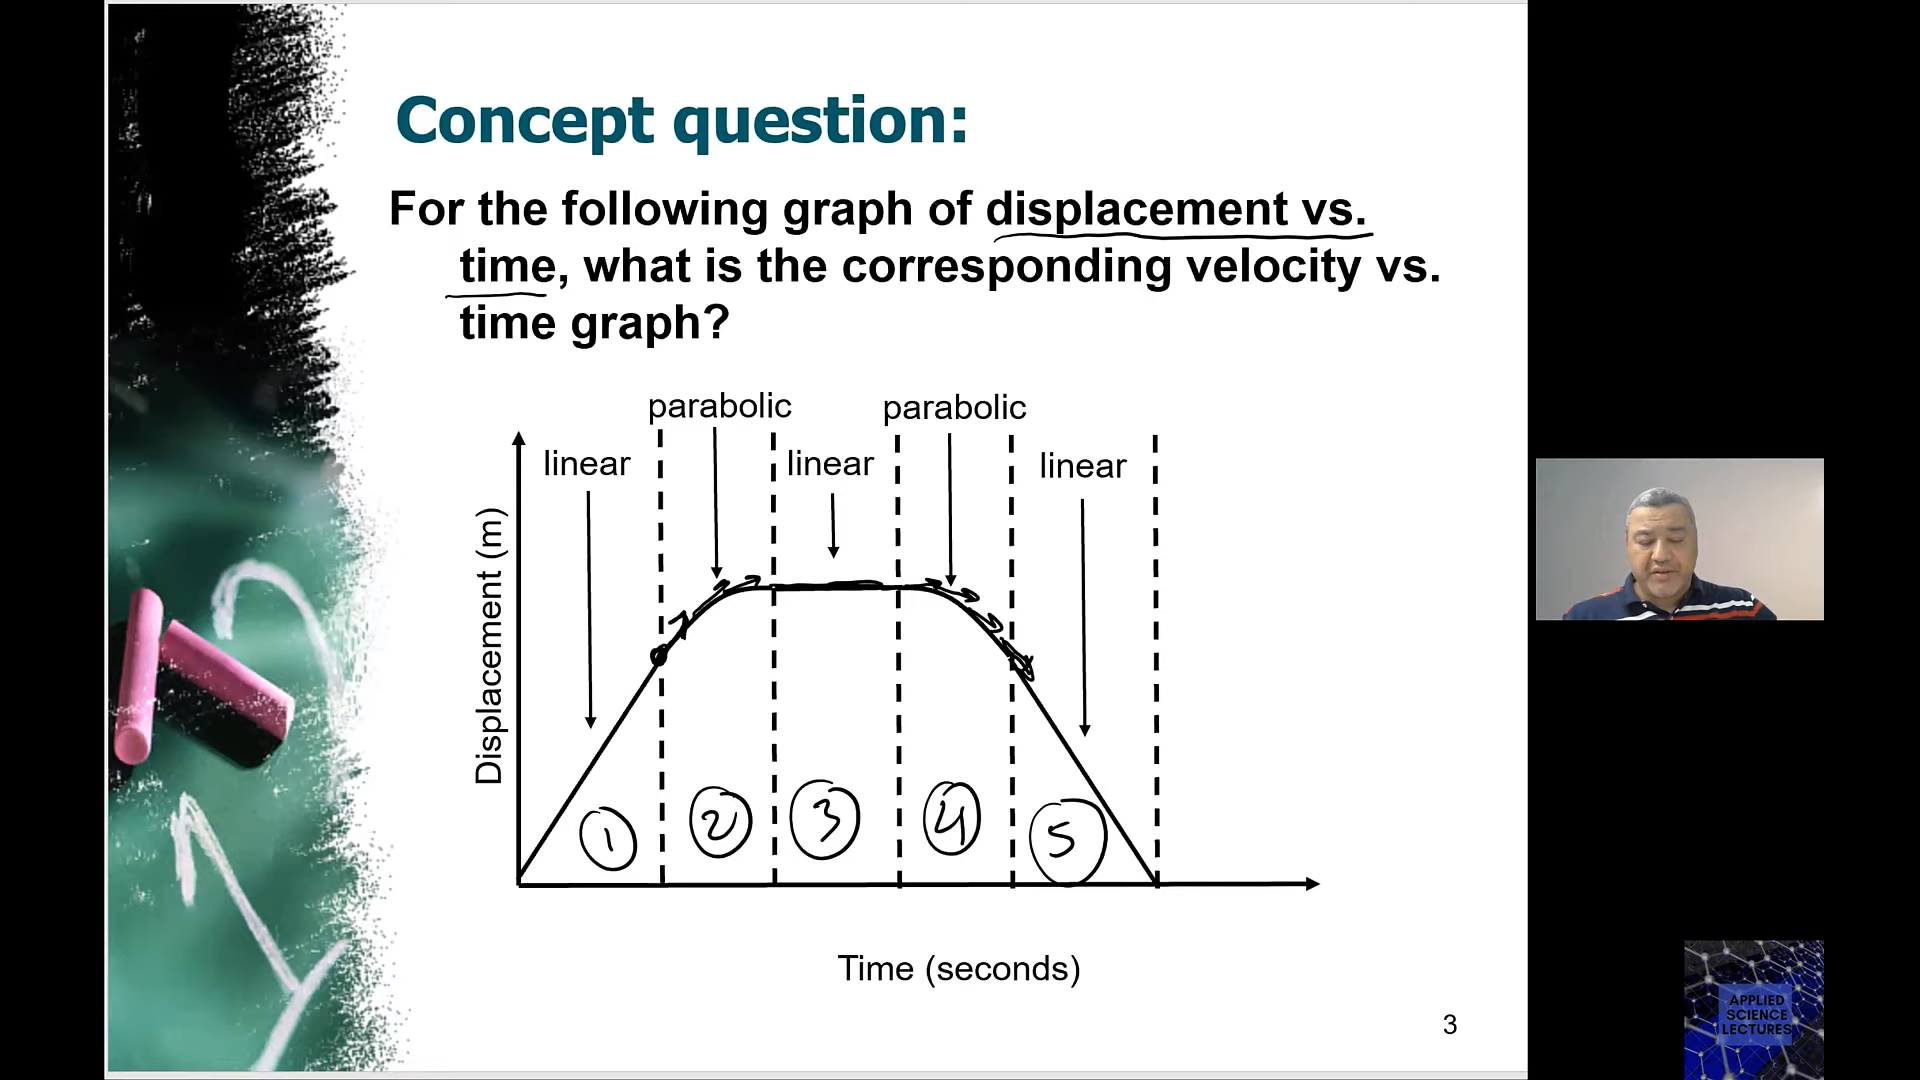 Concept question:
For the following graph of displacement vs.
time, what is the corresponding velocity vs.
time graph?
parabolic
parabolic
linear
linear
linear
Displacement (m)
1
2
3
4
5
Time (seconds)
3
APPLIED
SCIENCE
LECTURES